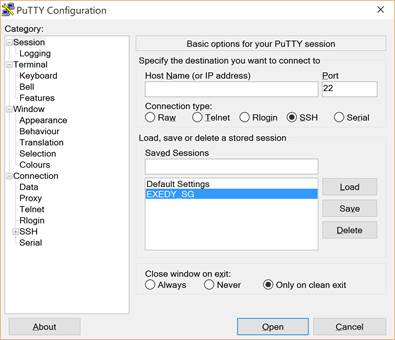 PuTTY Configuration
Category:
Session
Logging
Terminal
Keyboard
Bell
Features
Window
Appearance
Behaviour
Translation
Selection
Colours
Connection
Data
Proxy
Telnet
Rlogin
SSH
Serial
Basic options for your PuTTY session
Specify the destination you want to connect to
Host Name (or IP address) Port
22
Connection type:
Raw Telnet Rlogin SSH Serial
Load, save or delete a stored session
Saved Sessions
Default Settings
EXEDY_SG
Load
Save
Delete
Close window on exit:
Always Never Only on clean exit
About Open Cancel